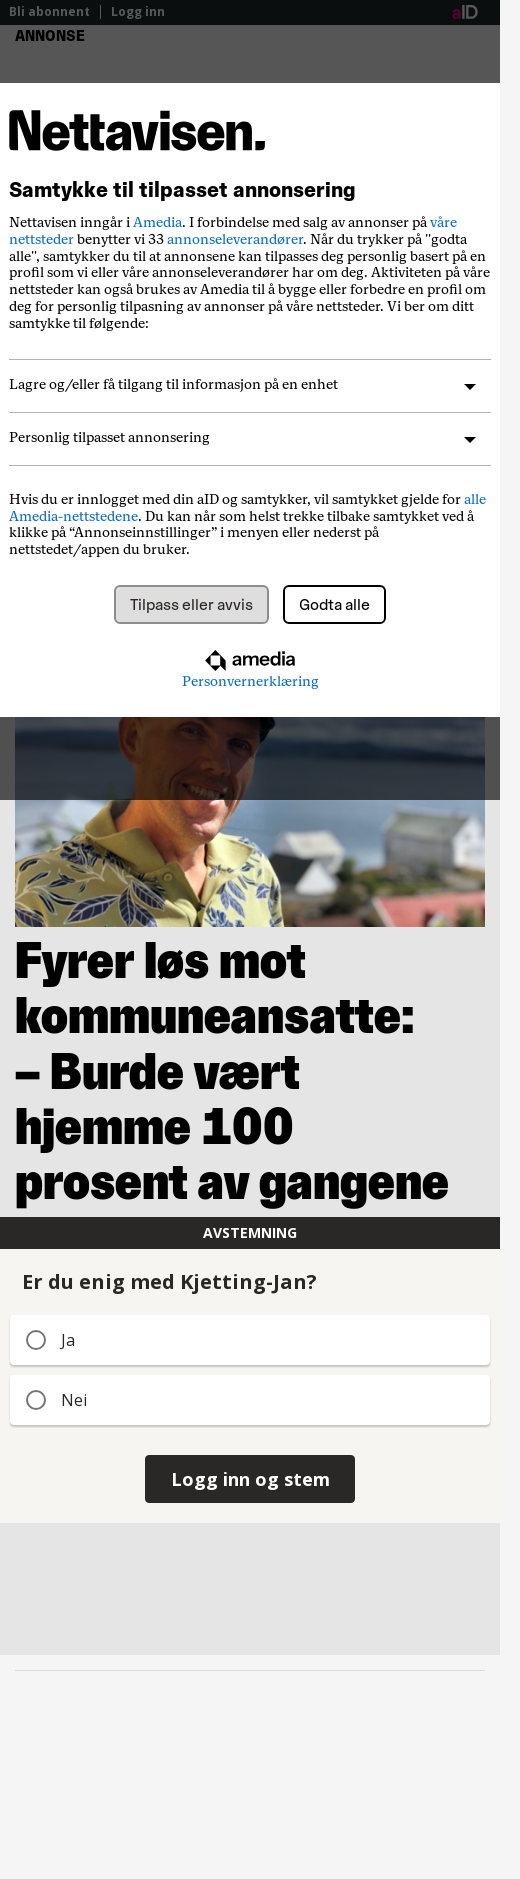 Bli abonnent | Logg inn aID
ANNONSE
Nettavisen.
Samtykke til tilpasset annonsering
Nettavisen inngår i Amedia. I forbindelse med salg av annonser på våre
nettsteder benytter vi 33 annonseleverandører. Når du trykker på "godta
alle", samtykker du til at annonsene kan tilpasses deg personlig basert på en
profil som vi eller våre annonseleverandører har om deg. Aktiviteten på våre
nettsteder kan også brukes av Amedia til å bygge eller forbedre en profil om
deg for personlig tilpasning av annonser på våre nettsteder. Vi ber om ditt
samtykke til følgende:
Lagre og/eller få tilgang til informasjon på en enhet
Personlig tilpasset annonsering
Hvis du er innlogget med din aID og samtykker, vil samtykket gjelde for alle
Amedia-nettstedene. Du kan når som helst trekke tilbake samtykket ved å
klikke på “Annonseinnstillinger” i menyen eller nederst på
nettstedet/appen du bruker.
Tilpass eller avvis Godta alle
amedia
Personvernerklæring
Fyrer løs mot
kommuneansatte:
– Burde vært
hjemme 100
prosent av gangene
AVSTEMNING
Er du enig med Kjetting-Jan?
Ja
Nei
Logg inn og stem